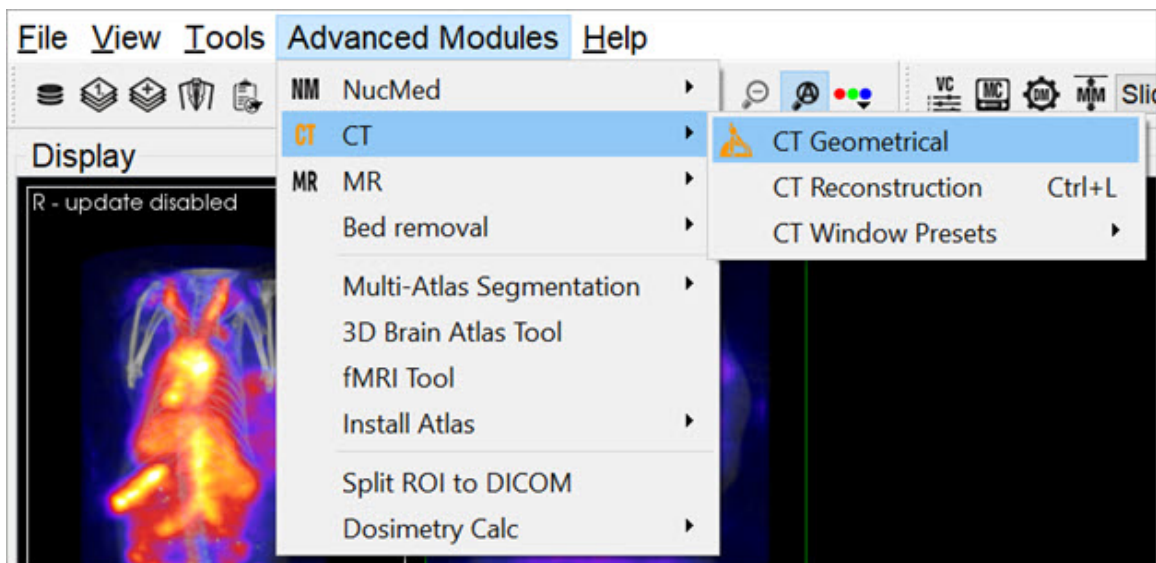 File View Tools Advanced Modules Help
VC MC DM MM Slic
Display
R - update disabled
NM NucMed
CT CT
MR MR
Bed removal
Multi-Atlas Segmentation
3D Brain Atlas Tool
fMRI Tool
Install Atlas
Split ROI to DICOM
Dosimetry Calc
CT Geometrical
CT Reconstruction Ctrl+L
CT Window Presets